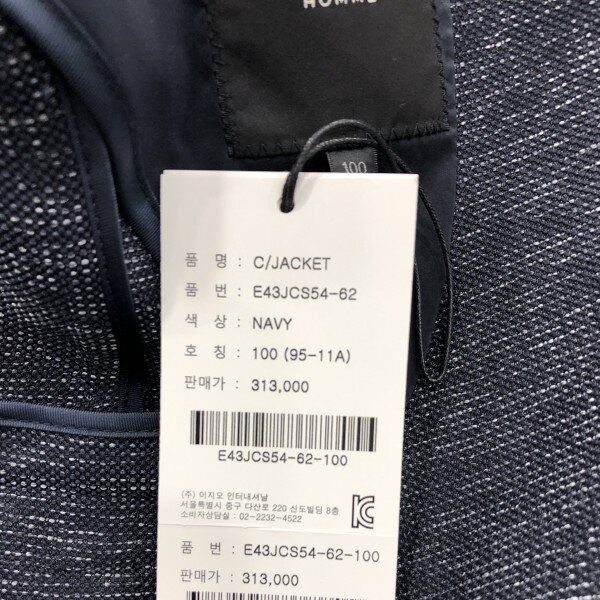 HOMME
100
품 명 : C/JACKET
품 번 : E43JCS54-62
색 상 : NAVY
호 칭 : 100 (95-11A)
판매가 : 313,000
E43JCS54-62-100
(주) 이지오 인터내셔날
서울특별시 중구 다산로 220 신도빌딩 8층
소비자상담실 : 02-2232-4522
품 번 : E43JCS54-62-100
판매가 : 313,000